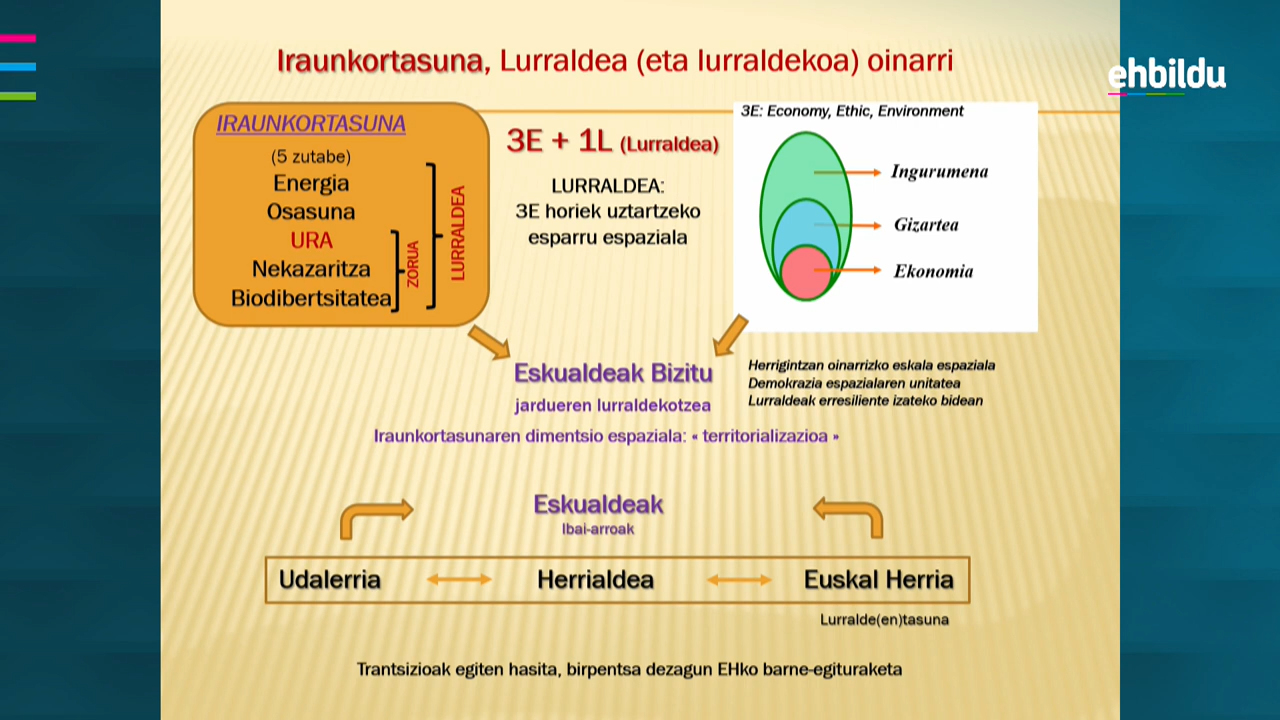 Iraunkortasuna, Lurraldea (eta lurraldekoa) oinarri
ehbildu
IRAUNKORTASUNA
(5 zutabe)
Energia
Osasuna
URA
Nekazaritza
Biodibertsitatea
ZORUA
LURRALDEA
3E + 1L (Lurraldea)
LURRALDEA:
3E horiek uztartzeko
esparru espaziala
3E: Economy, Ethic, Environment
Ingurumena
Gizartea
Ekonomia
Eskualdeak Bizitu
jardueren lurraldekotzea
Iraunkortasunaren dimentsio espaziala: « territorializazioa »
Herrigintzan oinarrizko eskala espaziala
Demokrazia espazialaren unitatea
Lurraldeak erresiliente izateko bidean
Eskualdeak
Ibai-arroak
Udalerria
Herrialdea
Euskal Herria
Lurralde(en)tasuna
Trantsizioak egiten hasita, birpentsa dezagun EHko barne-egituraketa